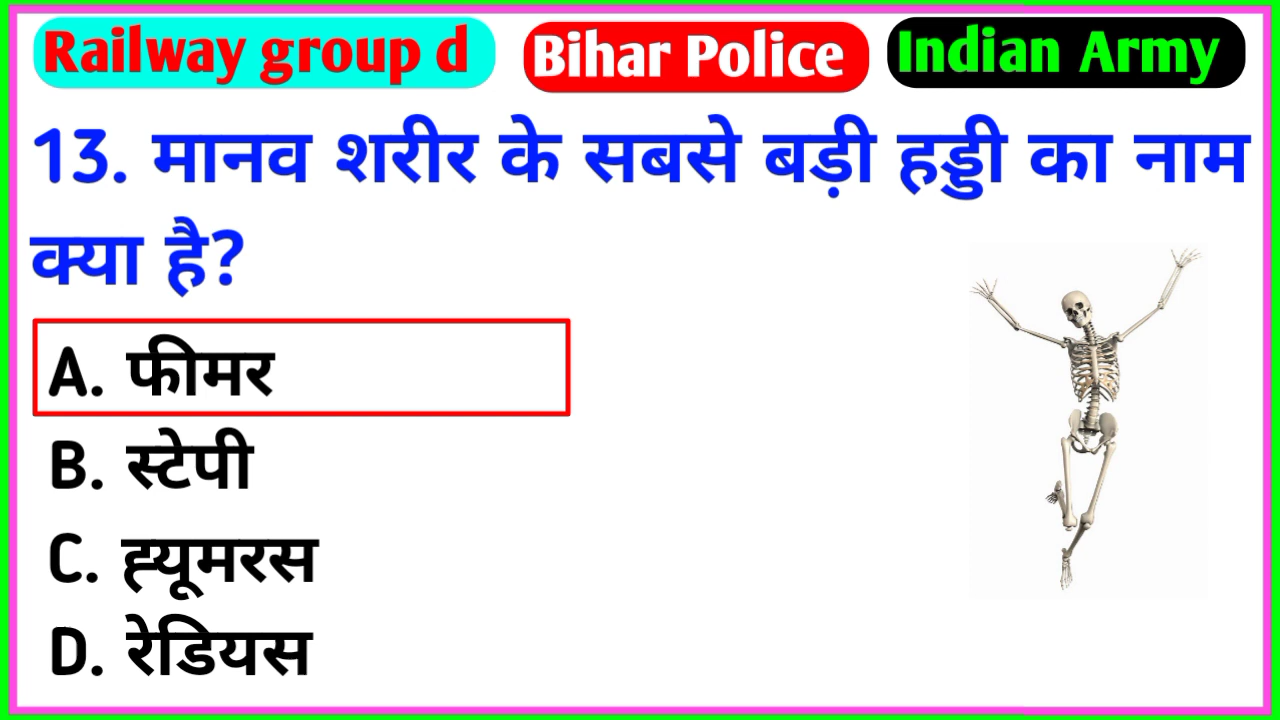 Railway group d Bihar Police Indian Army
13. मानव शरीर के सबसे बड़ी हड्डी का नाम
क्या है?
A. फीमर
B. स्टेपी
C. ह्यूमरस
D. रेडियस